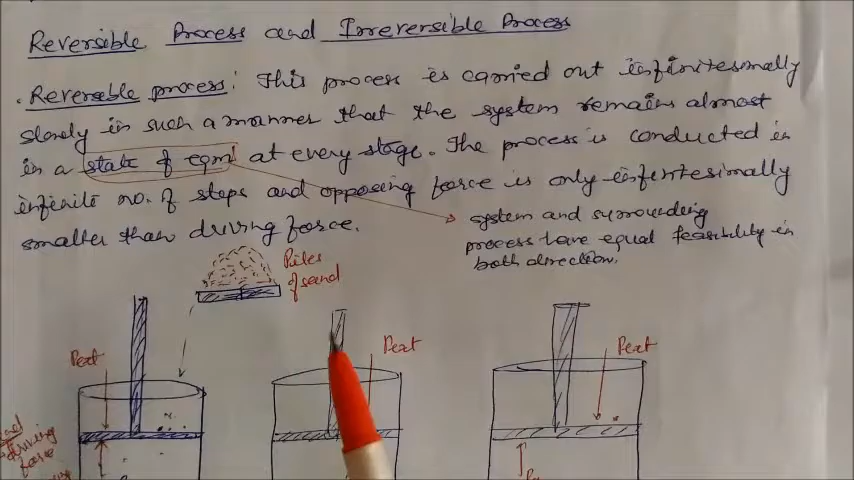 Reversible Process and Irreversible Process
. Reversible process: This process is carried out infinitesimally
slowly in such a manner that the system remains almost
in a state of eqm at every stage. The process is conducted in
infinite no. of steps and opposing force is only infinitesimally
smaller than driving force.
system and surrounding
process have equal feasibility in
both direction.
Piles
of sand
Pext
Pext
Pext
driving
force